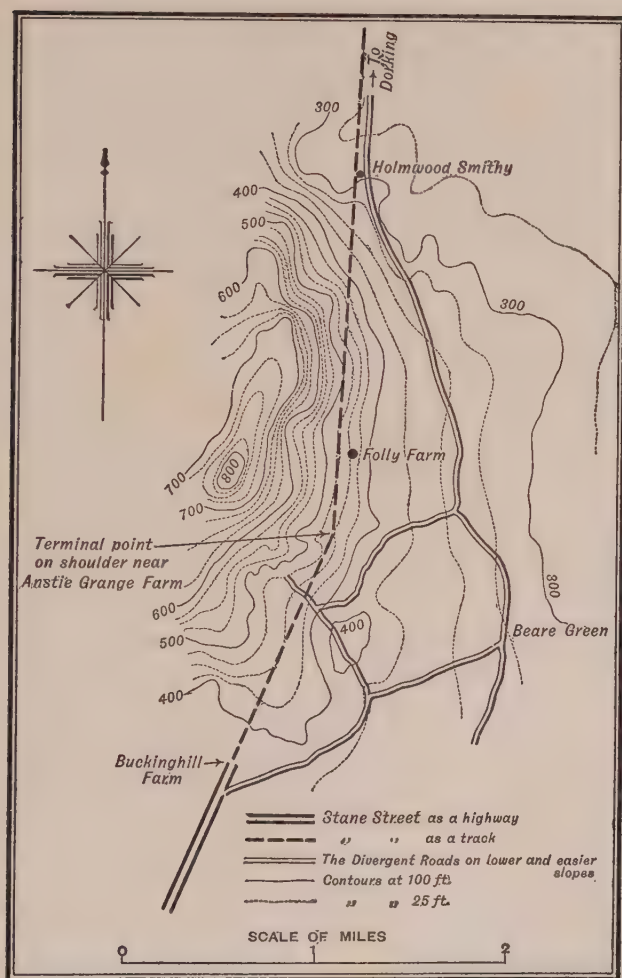 → To
Dorking
300
Holmwood Smithy
400
500
600
300
700
800
Folly Farm
700
Terminal point
on shoulder near
Anstie Grange Farm
600
500
400
800
Beare Green
400
Buckinghill
Farm
Stane Street as a highway
„ „ as a track
The Divergent Roads on lower and easier
slopes
Contours at 100 ft.
„ „ 25 ft.
SCALE OF MILES
0 1 2